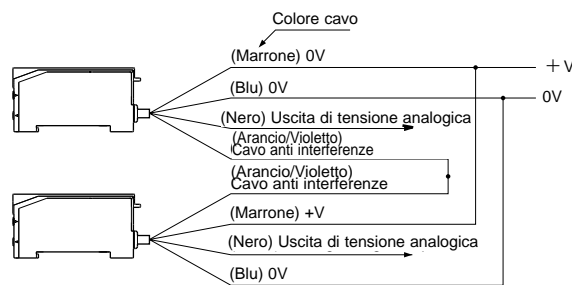 Colore cavo
(Marrone) 0V
+V
(Blu) 0V
0V
(Nero) Uscita di tensione analogica
(Arancio/Violetto)
Cavo anti interferenze
(Arancio/Violetto)
Cavo anti interferenze
(Marrone) +V
(Nero) Uscita di tensione analogica
(Blu) 0V